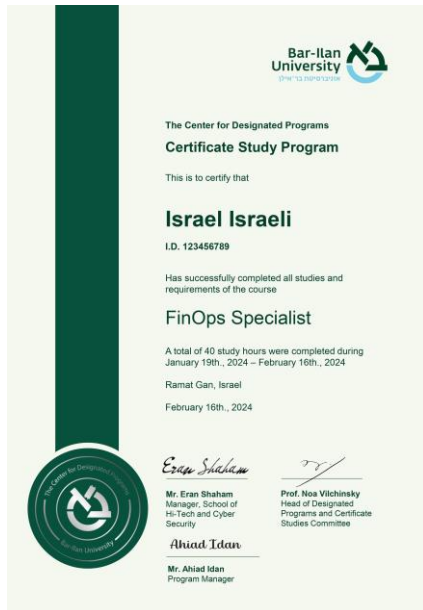 Bar-Ilan
University
אוניברסיטת בר־אילן
The Center for Designated Programs
Certificate Study Program
This is to certify that
Israel Israeli
I.D. 123456789
Has successfully completed all studies and
requirements of the course
FinOps Specialist
A total of 40 study hours were completed during
January 19th., 2024 – February 16th., 2024
Ramat Gan, Israel
February 16th., 2024
The Center for Designated Programs
Bar-Ilan University
Eran Shaham
Mr. Eran Shaham
Manager, School of
Hi-Tech and Cyber
Security
Prof. Noa Vilchinsky
Head of Designated
Programs and Certificate
Studies Committee
Ahiad Idan
Mr. Ahiad Idan
Program Manager